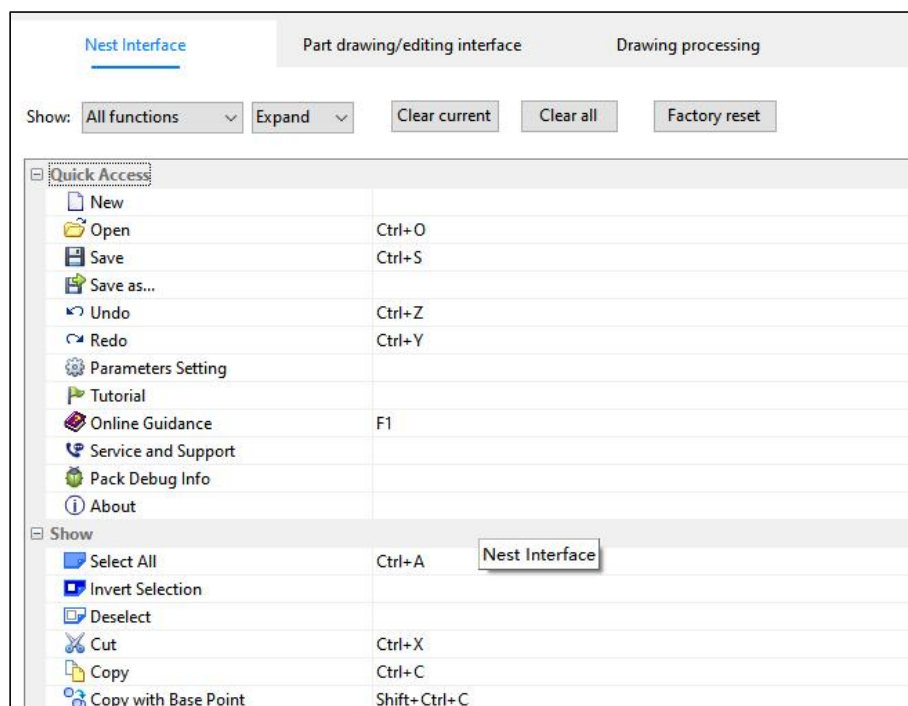 Nest Interface Part drawing/editing interface Drawing processing
Show: All functions Expand Clear current Clear all Factory reset
Quick Access
New
Open Ctrl+O
Save Ctrl+S
Save as...
Undo Ctrl+Z
Redo Ctrl+Y
Parameters Setting
Tutorial
Online Guidance F1
Service and Support
Pack Debug Info
About
Show
Select All Ctrl+A Nest Interface
Invert Selection
Deselect
Cut Ctrl+X
Copy Ctrl+C
Copy with Base Point Shift+Ctrl+C